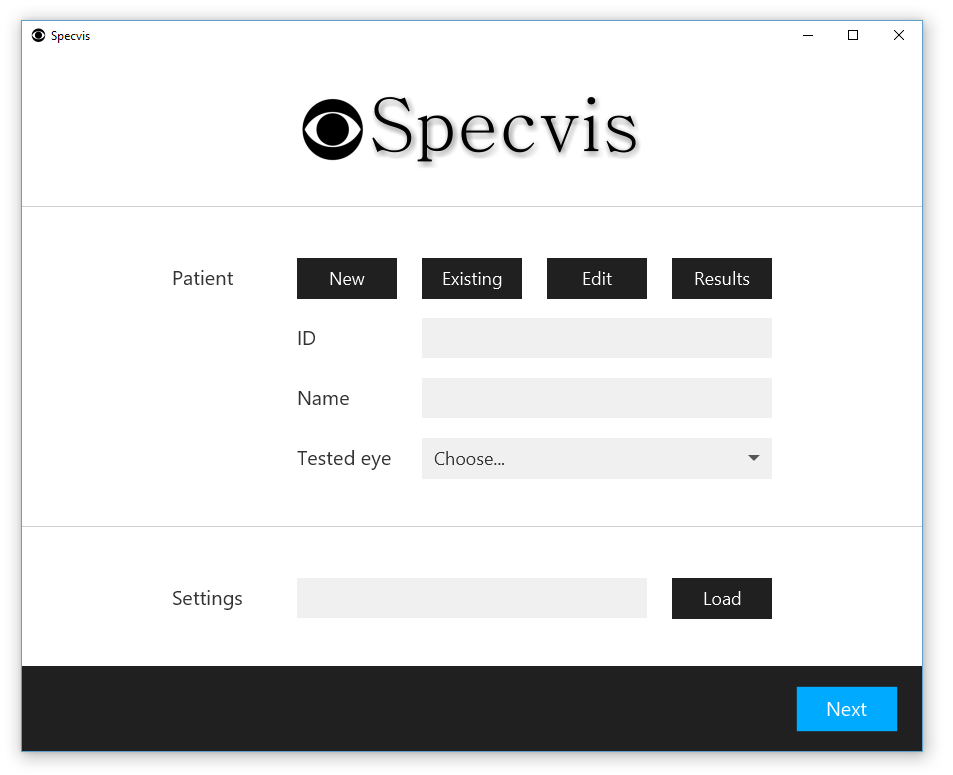 Specvis
Specvis
Patient New Existing Edit Results
ID
Name
Tested eye Choose...
Settings Load
Next